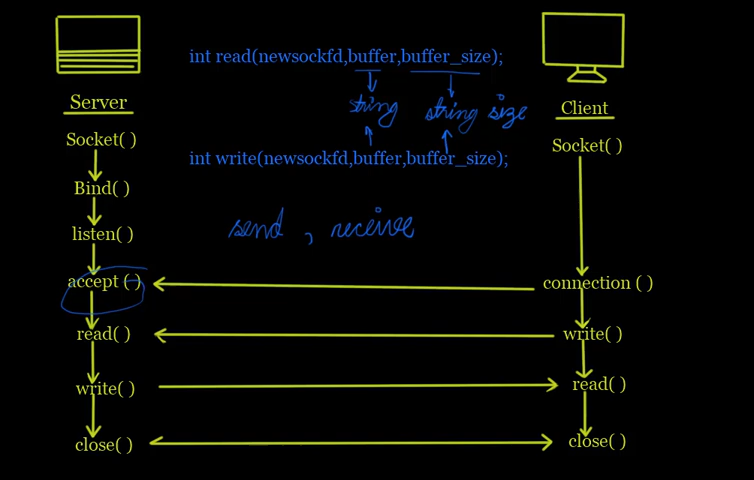 int read(newsockfd,buffer,buffer_size);
string string size
int write(newsockfd,buffer,buffer_size);
send , receive
Server
Socket( )
Bind( )
listen( )
accept ( )
read( )
write( )
close( )
Client
Socket( )
connection ( )
write( )
read( )
close( )